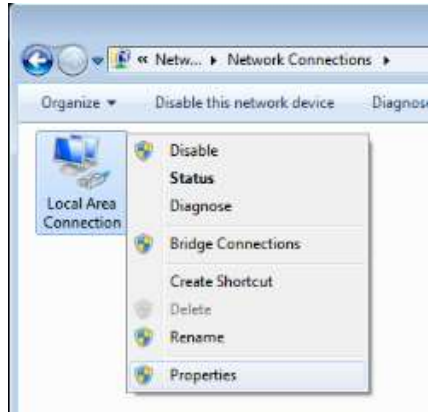 « Netw... ▸ Network Connections ▸
Organize ▾ Disable this network device Diagnos
Local Area
Connection
Disable
Status
Diagnose
Bridge Connections
Create Shortcut
Delete
Rename
Properties